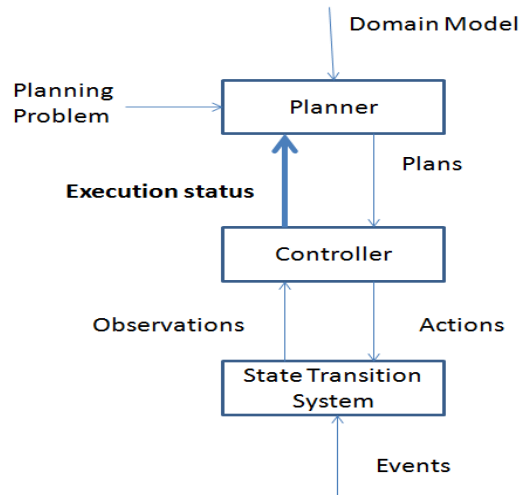 Domain Model
Planning
Problem
Planner
Plans
Execution status
Controller
Observations
Actions
State Transition
System
Events